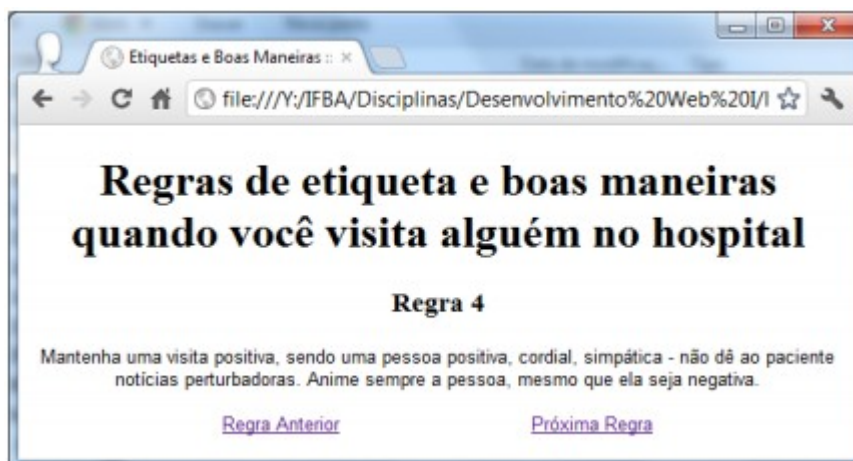 Etiquetas e Boas Maneiras ::
file:///Y:/IFBA/Disciplinas/Desenvolvimento%20Web%20I/I
Regras de etiqueta e boas maneiras
quando você visita alguém no hospital
Regra 4
Mantenha uma visita positiva, sendo uma pessoa positiva, cordial, simpática - não dê ao paciente
notícias perturbadoras. Anime sempre a pessoa, mesmo que ela seja negativa.
Regra Anterior Próxima Regra